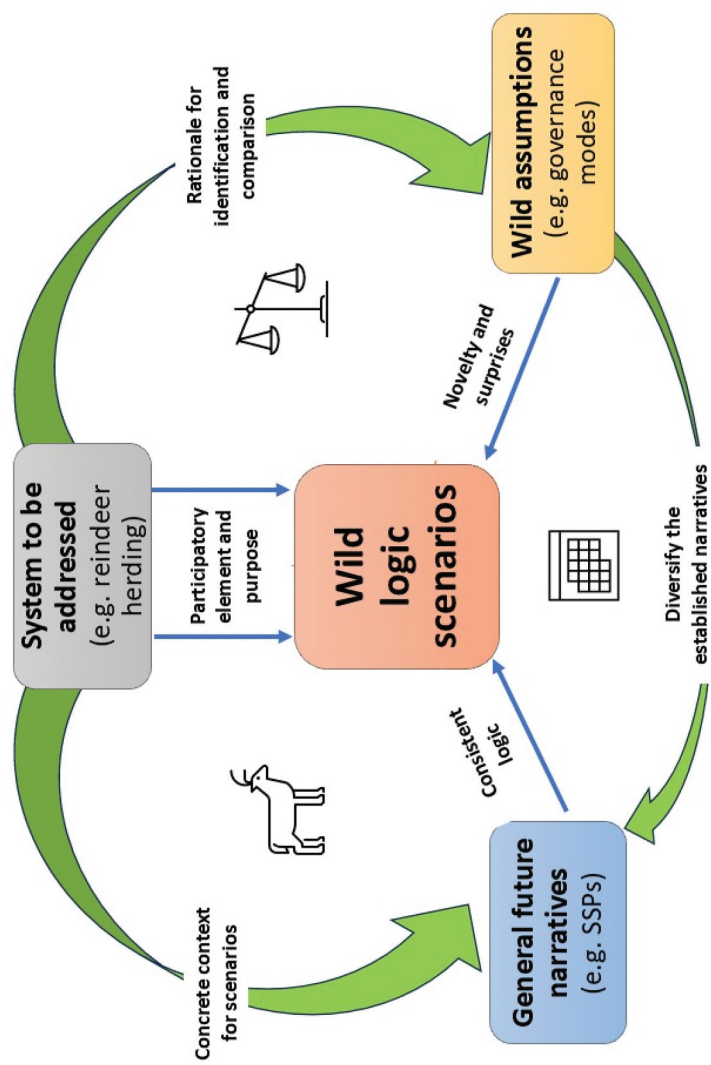 System to be
addressed
(e.g. reindeer
herding)
Concrete context
for scenarios
Participatory
element and
purpose
Rationale for
identification and
comparison
Wild
logic
scenarios
Consistent
logic
Novelty and
surprises
General future
narratives
(e.g. SSPs)
Wild assumptions
(e.g. governance
modes)
Diversify the
established narratives